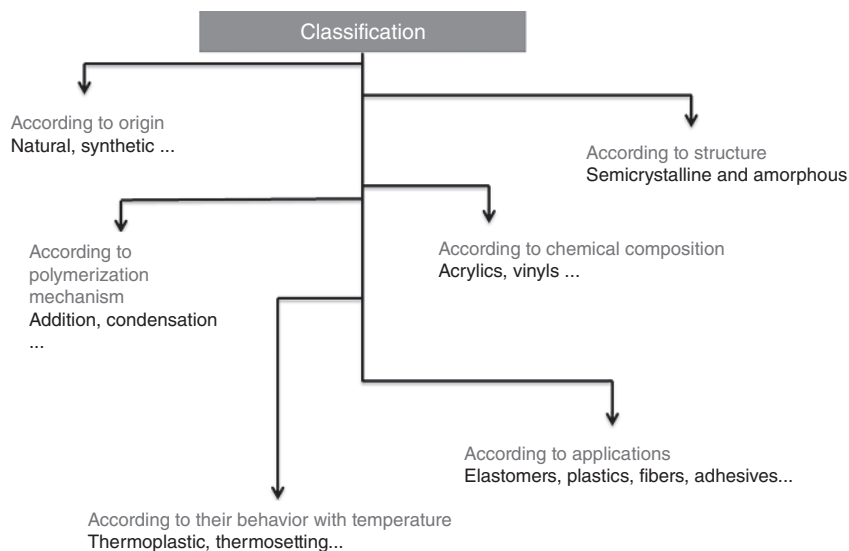 Classification
According to origin
Natural, synthetic ...
According to structure
Semicrystalline and amorphous
According to
polymerization
mechanism
Addition, condensation
...
According to chemical composition
Acrylics, vinyls ...
According to applications
Elastomers, plastics, fibers, adhesives...
According to their behavior with temperature
Thermoplastic, thermosetting...